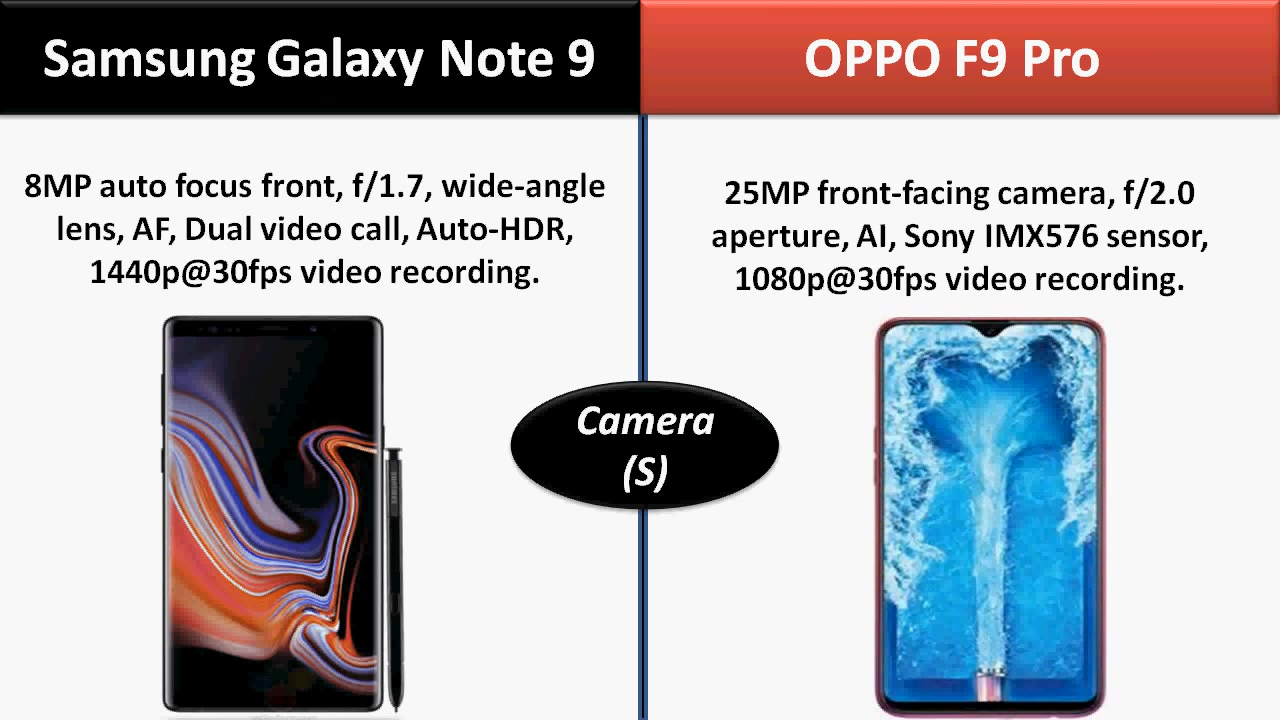 Samsung Galaxy Note 9
OPPO F9 Pro
8MP auto focus front, f/1.7, wide-angle
lens, AF, Dual video call, Auto-HDR,
1440p@30fps video recording.
25MP front-facing camera, f/2.0
aperture, AI, Sony IMX576 sensor,
1080p@30fps video recording.
Camera
(S)
SAMSUNG